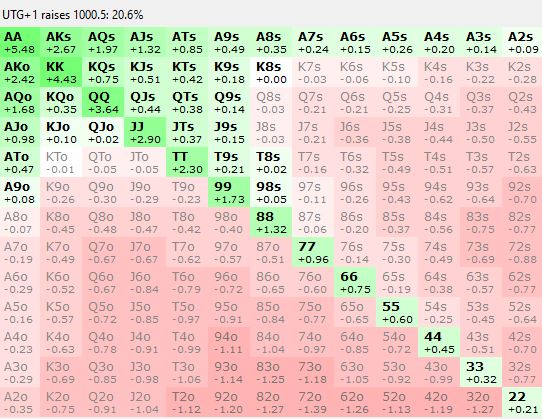 UTG+1 raises 1000.5: 20.6%
AA AKs AQs AJs ATs A9s A8s A7s A6s A5s A4s A3s A2s
+5.48 +2.67 +1.97 +1.32 +0.85 +0.49 +0.35 +0.24 +0.15 +0.26 +0.20 +0.14 +0.09
AKo KK KQs KJs KTs K9s K8s K7s K6s K5s K4s K3s K2s
+2.42 +4.43 +0.75 +0.51 +0.42 +0.18 +0.00 -0.03 -0.06 -0.10 -0.16 -0.22 -0.28
AQo KQo QQ QJs QTs Q9s Q8s Q7s Q6s Q5s Q4s Q3s Q2s
+1.68 +0.35 +3.64 +0.44 +0.38 +0.14 -0.03 -0.21 -0.21 -0.25 -0.31 -0.37 -0.43
AJo KJo QJo JJ JTs J9s J8s J7s J6s J5s J4s J3s J2s
+0.98 +0.10 +0.02 +2.90 +0.37 +0.15 -0.03 -0.21 -0.36 -0.38 -0.44 -0.50 -0.55
ATo KTo QTo JTo TT T9s T8s T7s T6s T5s T4s T3s T2s
+0.47 -0.01 -0.05 -0.05 +2.30 +0.21 +0.02 -0.16 -0.32 -0.49 -0.51 -0.57 -0.63
A9o K9o Q9o J9o T9o 99 98s 97s 96s 95s 94s 93s 92s
+0.08 -0.26 -0.30 -0.29 -0.23 +1.73 +0.05 -0.11 -0.26 -0.43 -0.62 -0.64 -0.70
A8o K8o Q8o J8o T8o 98o 88 87s 86s 85s 84s 83s 82s
-0.07 -0.45 -0.48 -0.47 -0.42 -0.40 +1.32 -0.06 -0.20 -0.37 -0.56 -0.75 -0.77
A7o K7o Q7o J7o T7o 97o 87o 77 76s 75s 74s 73s 72s
-0.19 -0.48 -0.67 -0.67 -0.62 -0.57 -0.51 +0.96 -0.14 -0.30 -0.49 -0.69 -0.88
A6o K6o Q6o J6o T6o 96o 86o 76o 66 65s 64s 63s 62s
-0.29 -0.52 -0.67 -0.84 -0.79 -0.72 -0.65 -0.60 +0.75 -0.19 -0.38 -0.57 -0.77
A5o K5o Q5o J5o T5o 95o 85o 75o 65o 55 54s 53s 52s
-0.16 -0.57 -0.72 -0.85 -0.97 -0.91 -0.84 -0.77 -0.65 +0.60 -0.25 -0.45 -0.64
A4o K4o Q4o J4o T4o 94o 84o 74o 64o 54o 44 43s 42s
-0.23 -0.63 -0.78 -0.91 -0.99 -1.11 -1.04 -0.97 -0.85 -0.72 +0.45 -0.51 -0.70
A3o K3o Q3o J3o T3o 93o 83o 73o 63o 53o 43o 33 32s
-0.29 -0.69 -0.85 -0.98 -1.06 -1.14 -1.25 -1.18 -1.05 -0.92 -0.99 +0.32 -0.77
A2o K2o Q2o J2o T2o 92o 82o 72o 62o 52o 42o 32o 22
-0.35 -0.75 -0.91 -1.04 -1.12 -1.20 -1.27 -1.39 -1.26 -1.13 -1.19 -1.27 +0.21